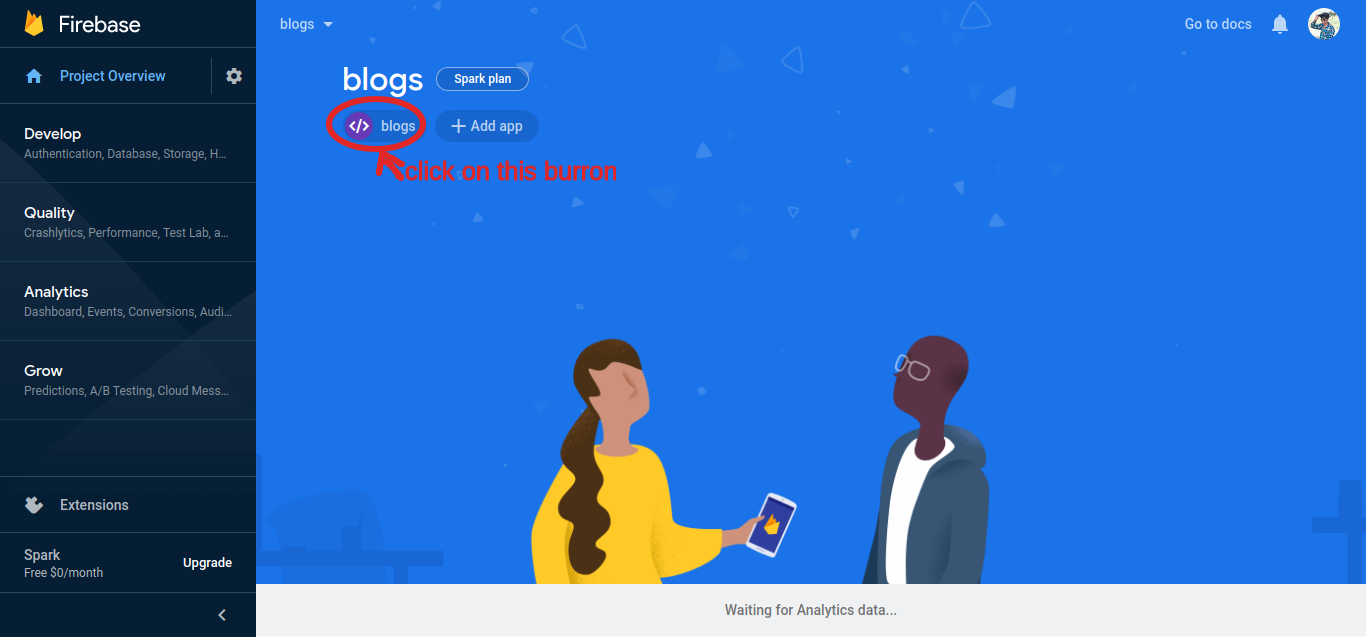 Firebase
Project Overview
Develop
Authentication, Database, Storage, H...
Quality
Crashlytics, Performance, Test Lab, a...
Analytics
Dashboard, Events, Conversions, Audi...
Grow
Predictions, A/B Testing, Cloud Mess...
Extensions
Spark
Free $0/month
Upgrade
blogs
Go to docs
blogs
Spark plan
</> blogs
+ Add app
click on this burron
Waiting for Analytics data...